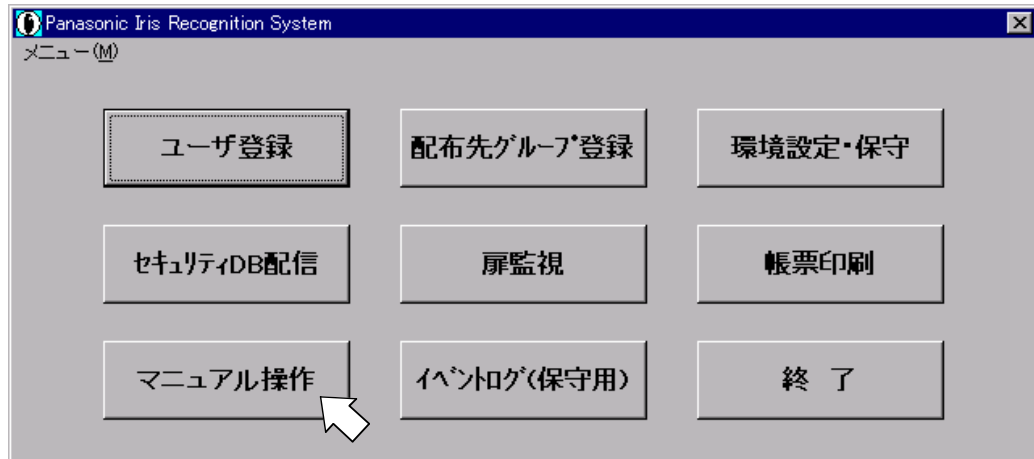 Panasonic Iris Recognition System
メニュー(M)
ユーザ登録
配布先ｸﾞﾙｰﾌﾟ登録
環境設定・保守
ｾｷｭﾘﾃｨDB配信
扉監視
帳票印刷
マニュアル操作
ｲﾍﾞﾝﾄﾛｸﾞ(保守用)
終 了